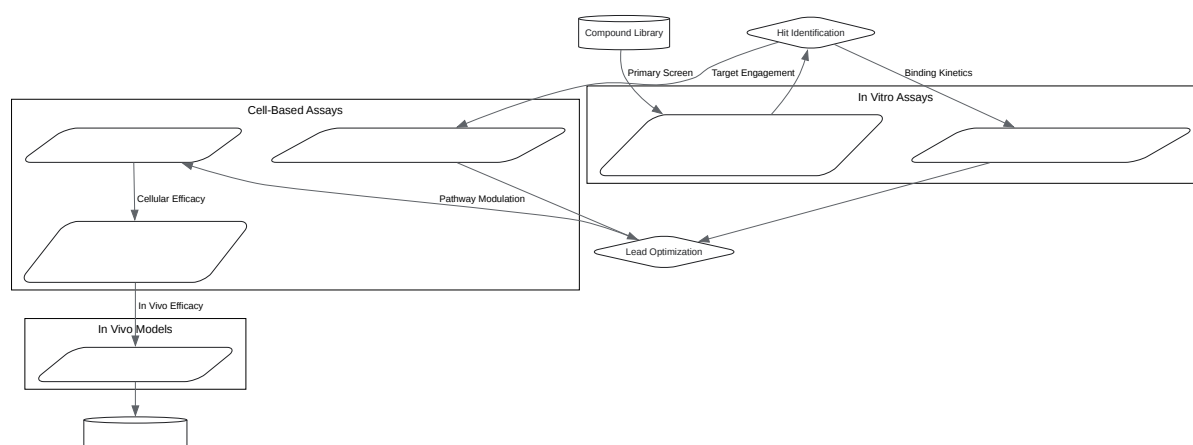 Compound Library
Hit Identification
Primary Screen
Target Engagement
Binding Kinetics
In Vitro Assays
Cell-Based Assays
Cellular Efficacy
Pathway Modulation
Lead Optimization
In Vivo Efficacy
In Vivo Models